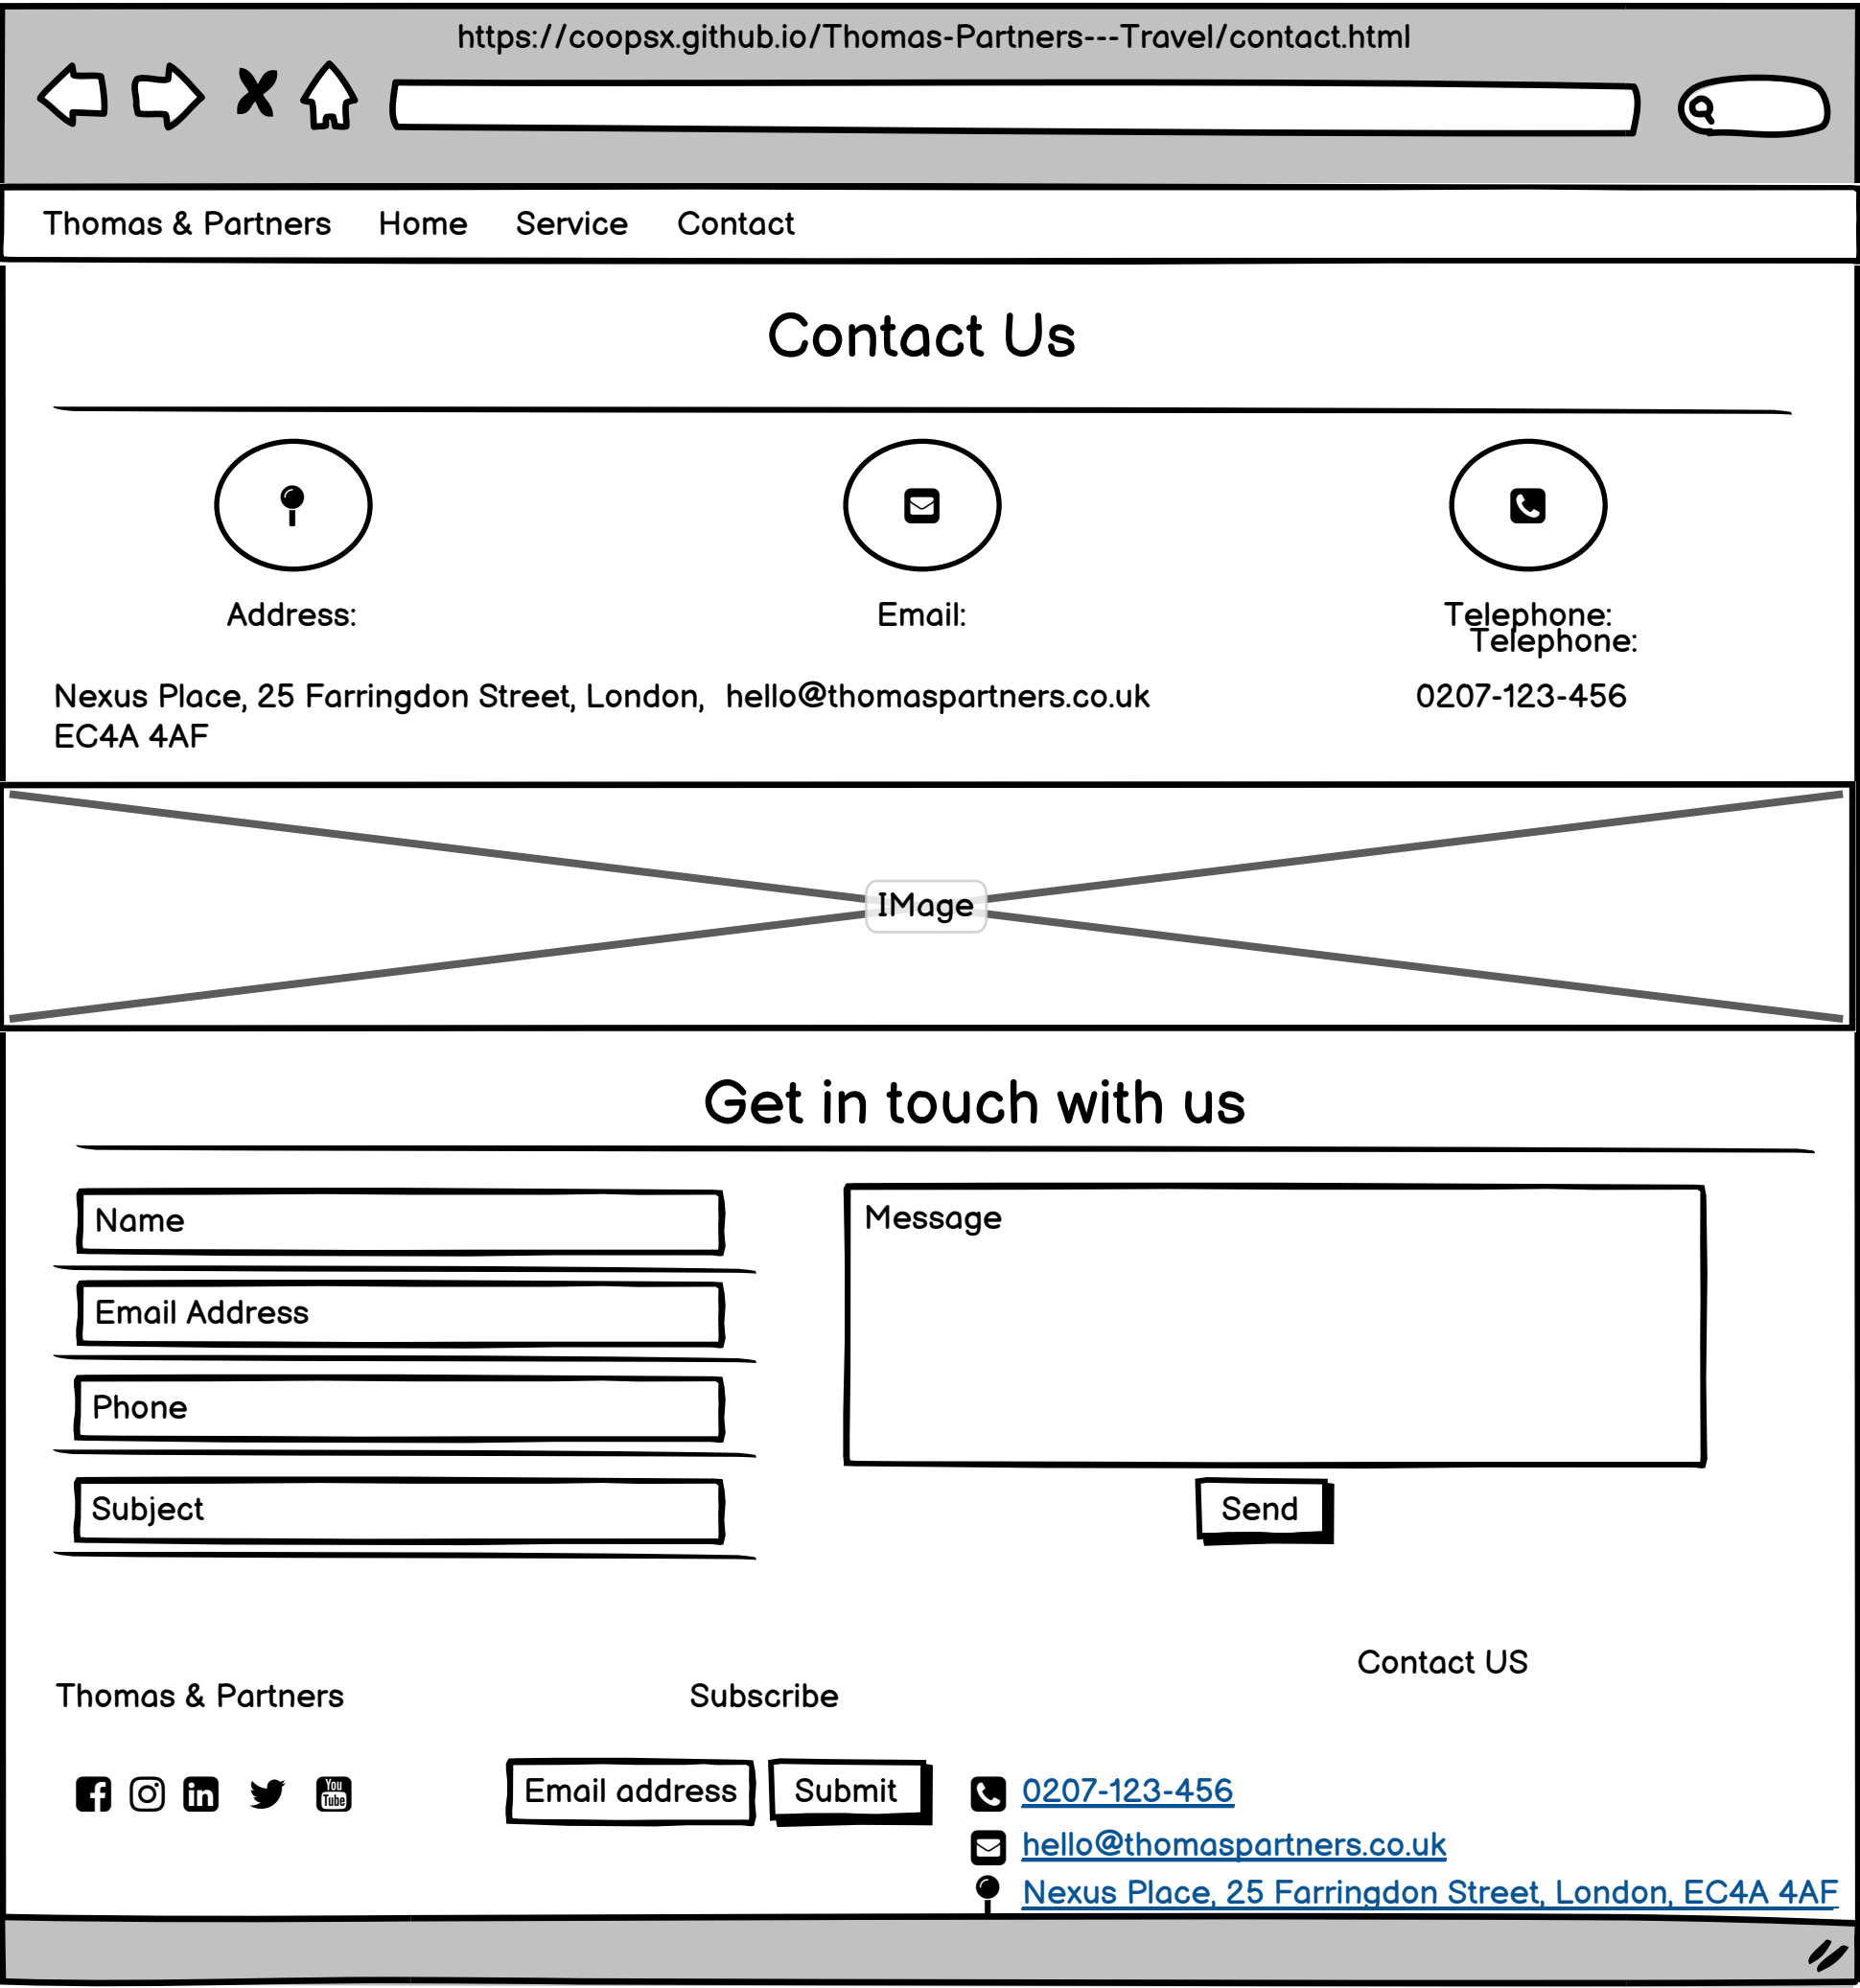 https://coopsx.github.io/Thomas-Partners---Travel/contact.html
Thomas & Partners Home Service Contact
Contact Us
Address:
Email:
Telephone:
Telephone:
Nexus Place, 25 Farringdon Street, London,
EC4A 4AF
hello@thomaspartners.co.uk
0207-123-456
IMage
Get in touch with us
Name
Email Address
Phone
Subject
Message
Send
Thomas & Partners
Subscribe
Contact US
You
Tube
Email address
Submit
0207-123-456
hello@thomaspartners.co.uk
Nexus Place, 25 Farringdon Street, London, EC4A 4AF